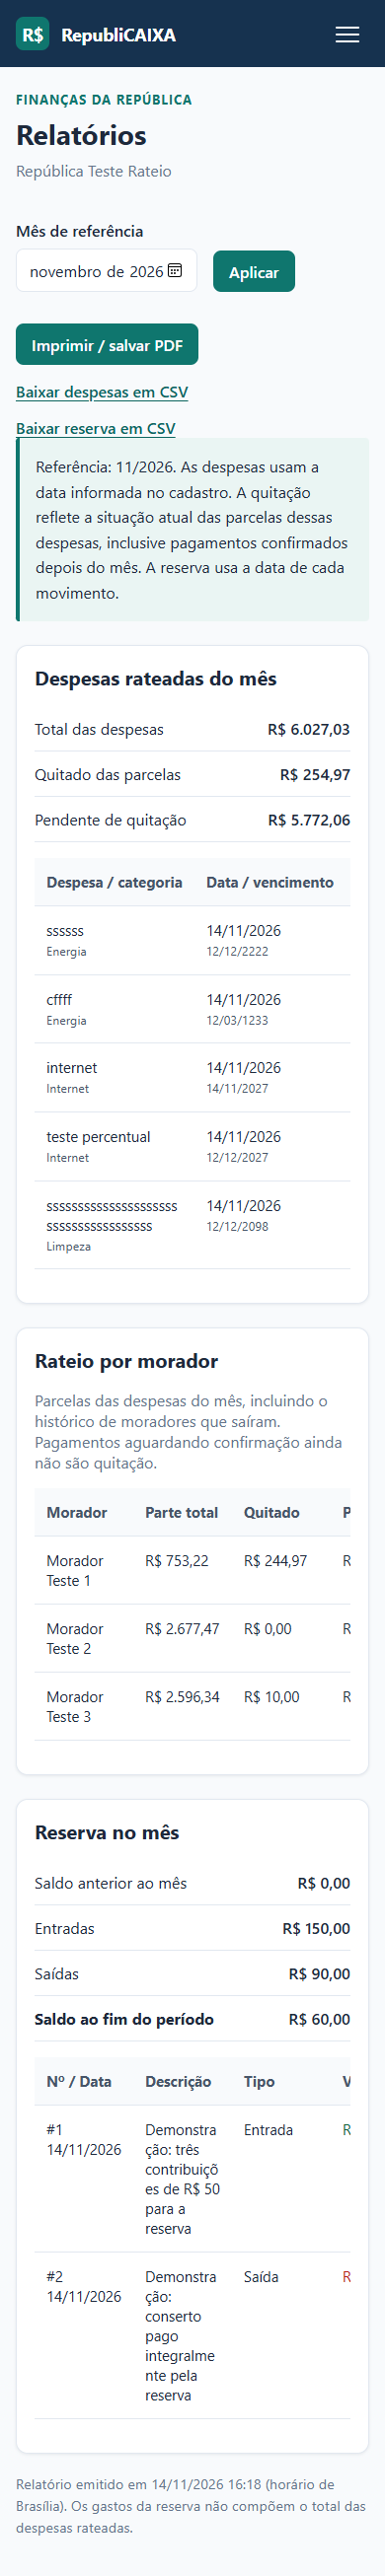 R$ RepubliCAIXA
FINANÇAS DA REPÚBLICA
Relatórios
República Teste Rateio
Mês de referência
novembro de 2026
Aplicar
Imprimir / salvar PDF
Baixar despesas em CSV
Baixar reserva em CSV
Referência: 11/2026. As despesas usam a
data informada no cadastro. A quitação
reflete a situação atual das parcelas dessas
despesas, inclusive pagamentos confirmados
depois do mês. A reserva usa a data de cada
movimento.
Despesas rateadas do mês
Total das despesas R$ 6.027,03
Quitado das parcelas R$ 254,97
Pendente de quitação R$ 5.772,06
Despesa / categoria Data / vencimento
ssssss 14/11/2026
Energia 12/12/2222
cffff 14/11/2026
Energia 12/03/1233
internet 14/11/2026
Internet 14/11/2027
teste percentual 14/11/2026
Internet 12/12/2027
sssssssssssssssssssss 14/11/2026
sssssssssssssssss 12/12/2098
Limpeza
Rateio por morador
Parcelas das despesas do mês, incluindo o
histórico de moradores que saíram.
Pagamentos aguardando confirmação ainda
não são quitação.
Morador Parte total Quitado P
Morador R$ 753,22 R$ 244,97 R
Teste 1
Morador R$ 2.677,47 R$ 0,00 R
Teste 2
Morador R$ 2.596,34 R$ 10,00 R
Teste 3
Reserva no mês
Saldo anterior ao mês R$ 0,00
Entradas R$ 150,00
Saídas R$ 90,00
Saldo ao fim do período R$ 60,00
Nº / Data Descrição Tipo V
#1 Demonstra Entrada R
14/11/2026 ção: três
contribuiçõ
es de R$ 50
para a
reserva
#2 Demonstra Saída R
14/11/2026 ção:
conserto
pago
integralme
nte pela
reserva
Relatório emitido em 14/11/2026 16:18 (horário de
Brasília). Os gastos da reserva não compõem o total das
despesas rateadas.